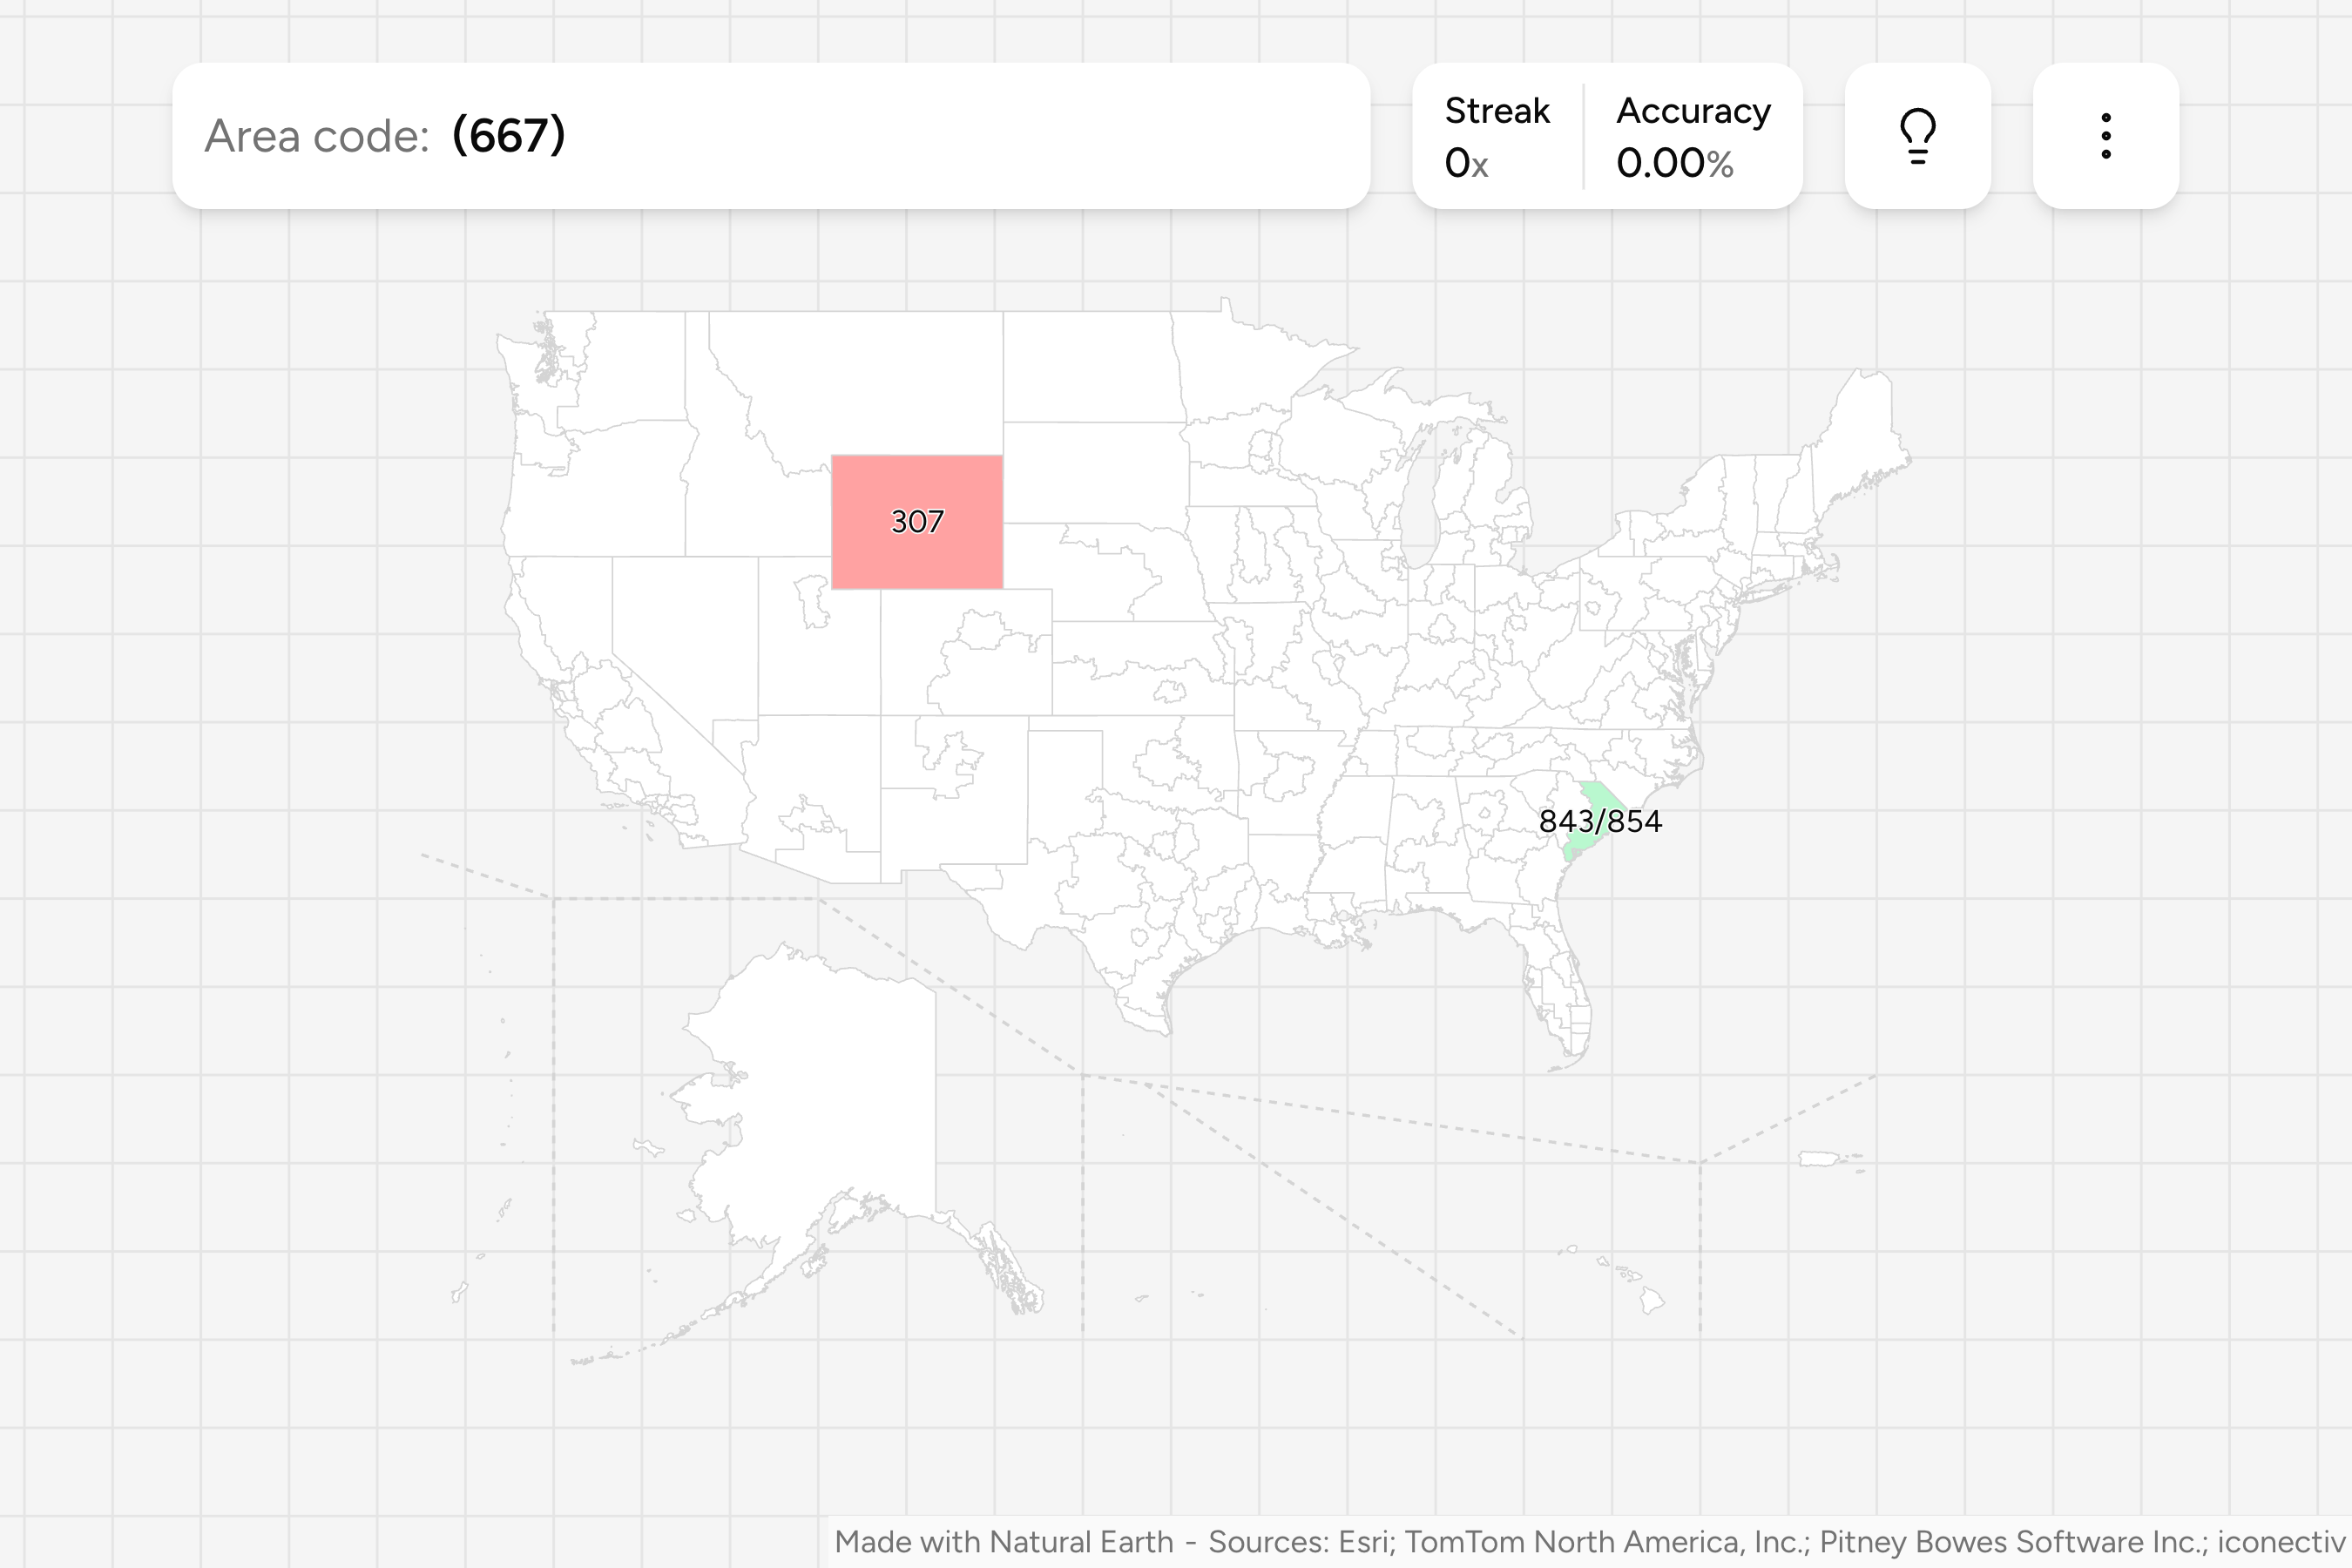 Area code: (667)
Streak
0x
Accuracy
0.00%
307
843/854
Made with Natural Earth - Sources: Esri; TomTom North America, Inc.; Pitney Bowes Software Inc.; iconectiv